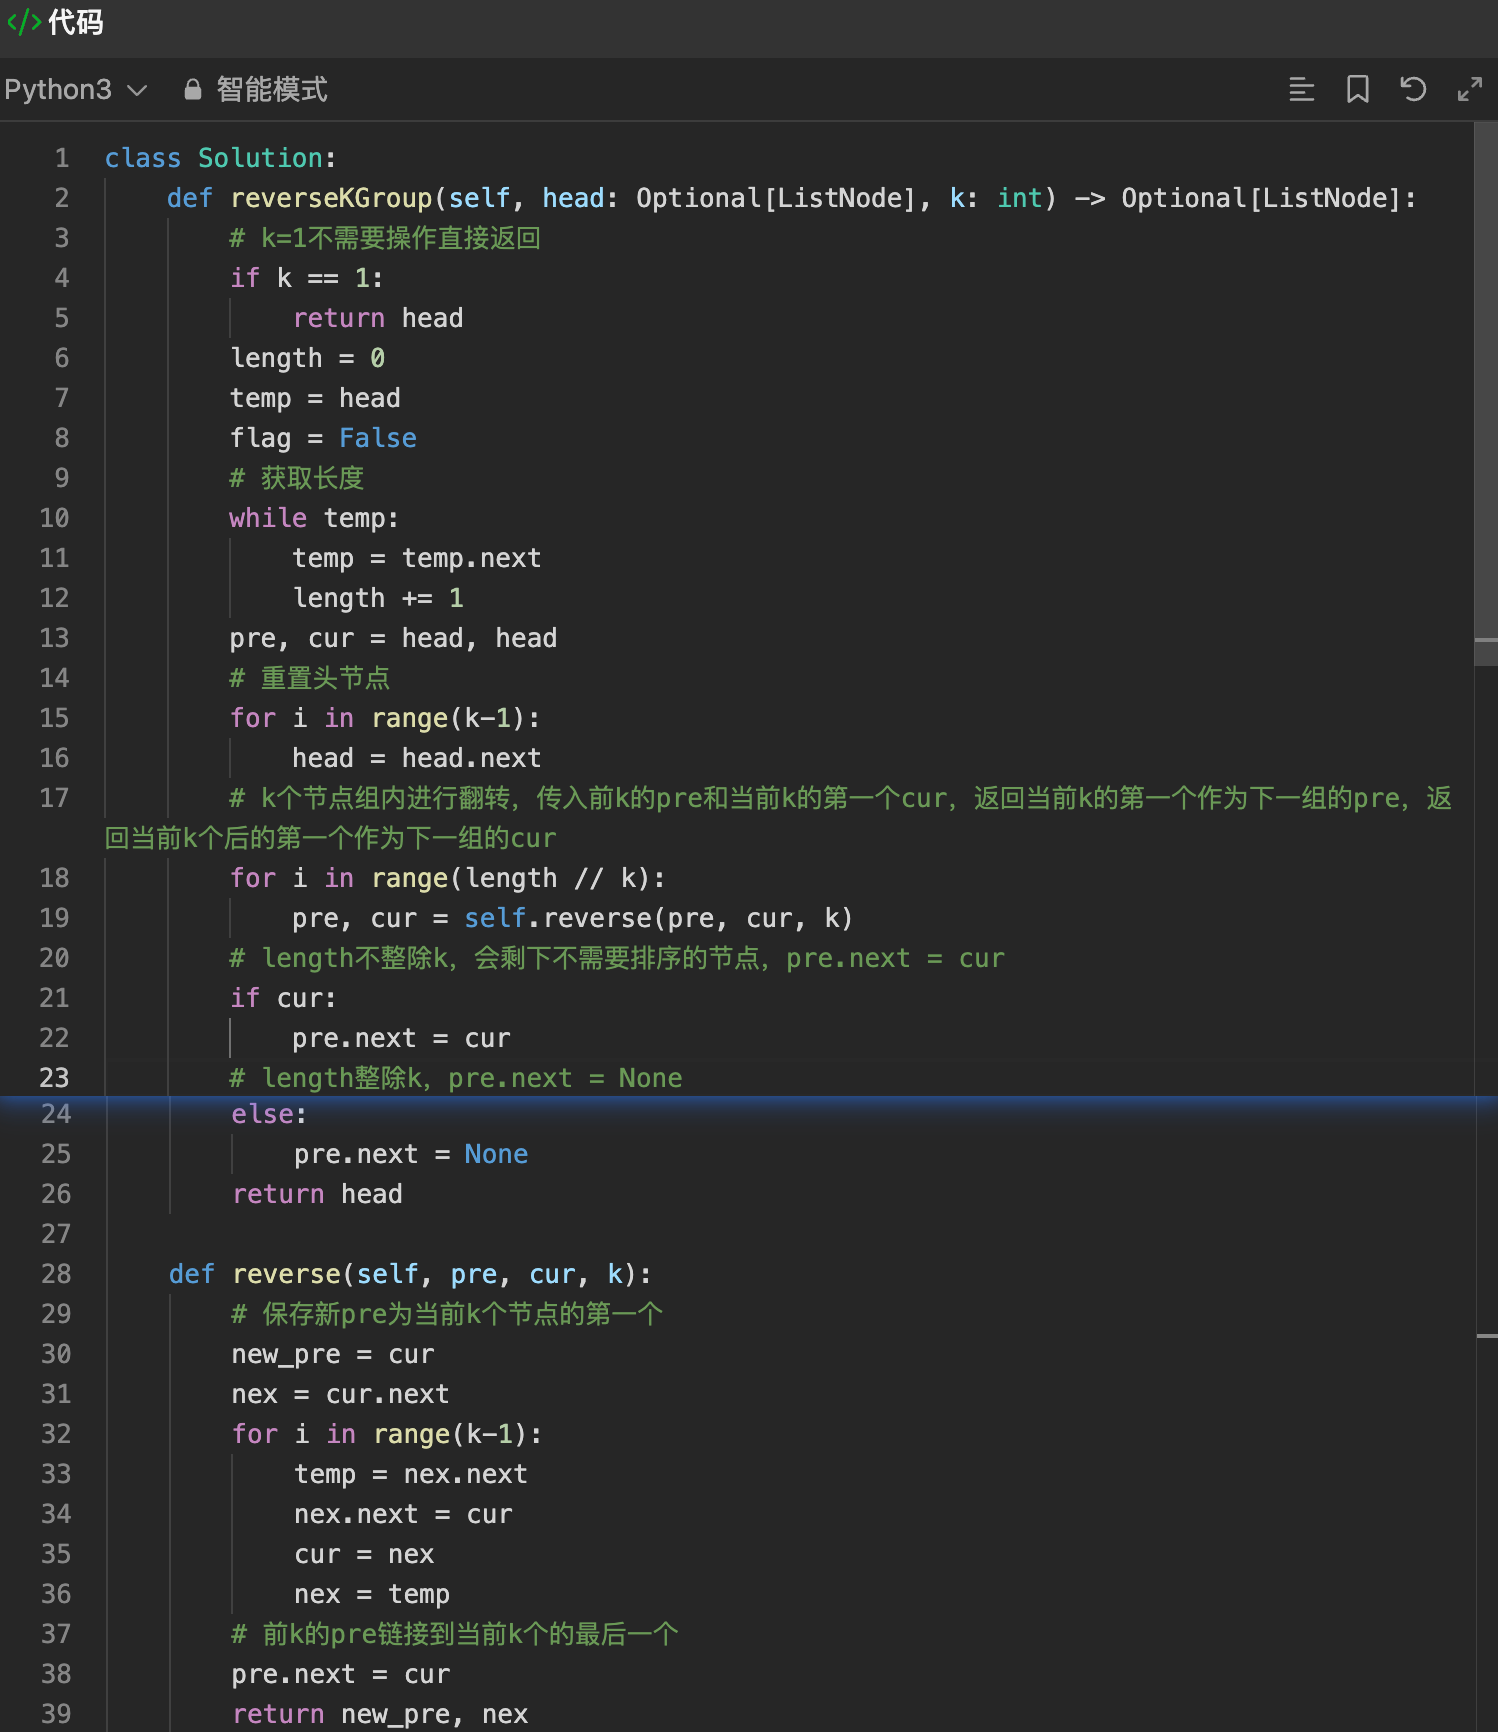 </> 代码
Python3 智能模式
1 class Solution:
2     def reverseKGroup(self, head: Optional[ListNode], k: int) -> Optional[ListNode]:
3         # k=1不需要操作直接返回
4         if k == 1:
5             return head
6         length = 0
7         temp = head
8         flag = False
9         # 获取长度
10         while temp:
11             temp = temp.next
12             length += 1
13         pre, cur = head, head
14         # 重置头节点
15         for i in range(k-1):
16             head = head.next
17         # k个节点组内进行翻转，传入前k的pre和当前k的第一个cur，返回当前k的第一个作为下一组的pre，返
回当前k个后的第一个作为下一组的cur
18         for i in range(length // k):
19             pre, cur = self.reverse(pre, cur, k)
20         # length不整除k，会剩下不需要排序的节点，pre.next = cur
21         if cur:
22             pre.next = cur
23         # length整除k，pre.next = None
24         else:
25             pre.next = None
26         return head
27
28     def reverse(self, pre, cur, k):
29         # 保存新pre为当前k个节点的第一个
30         new_pre = cur
31         nex = cur.next
32         for i in range(k-1):
33             temp = nex.next
34             nex.next = cur
35             cur = nex
36             nex = temp
37         # 前k的pre链接到当前k个的最后一个
38         pre.next = cur
39         return new_pre, nex